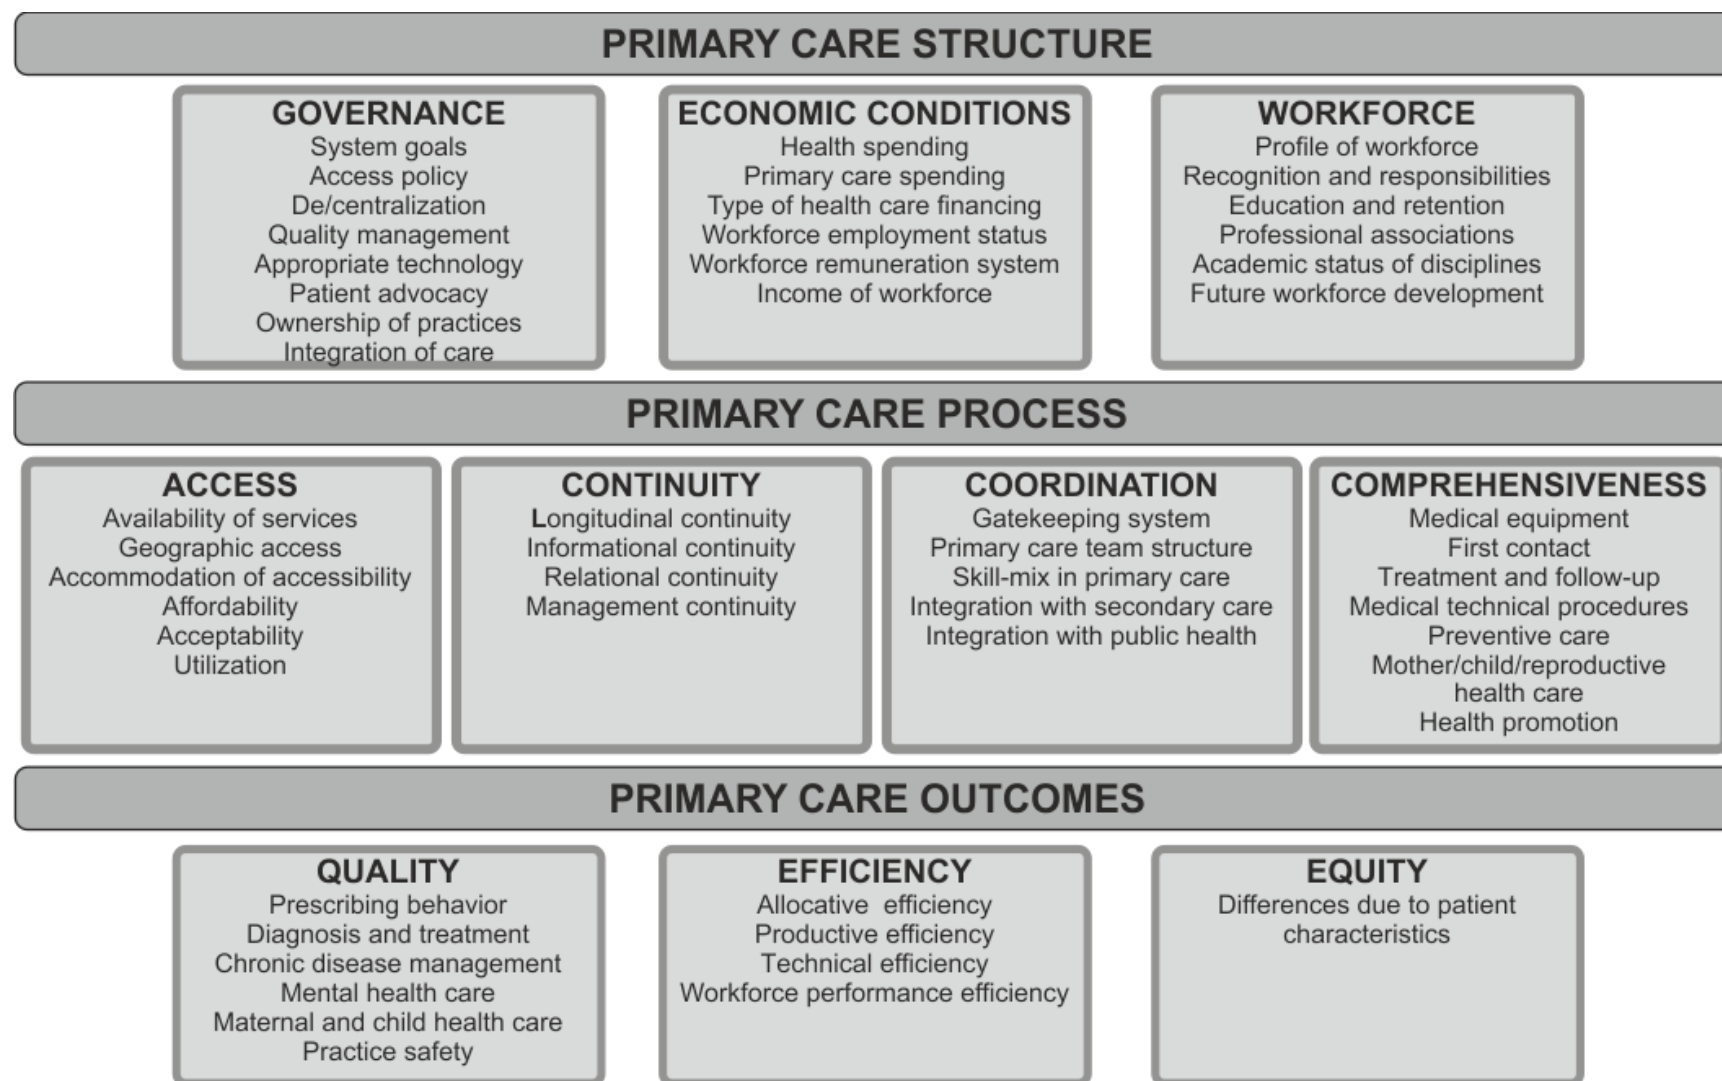 PRIMARY CARE STRUCTURE
GOVERNANCE
System goals
Access policy
De/centralization
Quality management
Appropriate technology
Patient advocacy
Ownership of practices
Integration of care
ECONOMIC CONDITIONS
Health spending
Primary care spending
Type of health care financing
Workforce employment status
Workforce remuneration system
Income of workforce
WORKFORCE
Profile of workforce
Recognition and responsibilities
Education and retention
Professional associations
Academic status of disciplines
Future workforce development
PRIMARY CARE PROCESS
ACCESS
Availability of services
Geographic access
Accommodation of accessibility
Affordability
Acceptability
Utilization
CONTINUITY
Longitudinal continuity
Informational continuity
Relational continuity
Management continuity
COORDINATION
Gatekeeping system
Primary care team structure
Skill-mix in primary care
Integration with secondary care
Integration with public health
COMPREHENSIVENESS
Medical equipment
First contact
Treatment and follow-up
Medical technical procedures
Preventive care
Mother/child/reproductive
health care
Health promotion
PRIMARY CARE OUTCOMES
QUALITY
Prescribing behavior
Diagnosis and treatment
Chronic disease management
Mental health care
Maternal and child health care
Practice safety
EFFICIENCY
Allocative efficiency
Productive efficiency
Technical efficiency
Workforce performance efficiency
EQUITY
Differences due to patient
characteristics